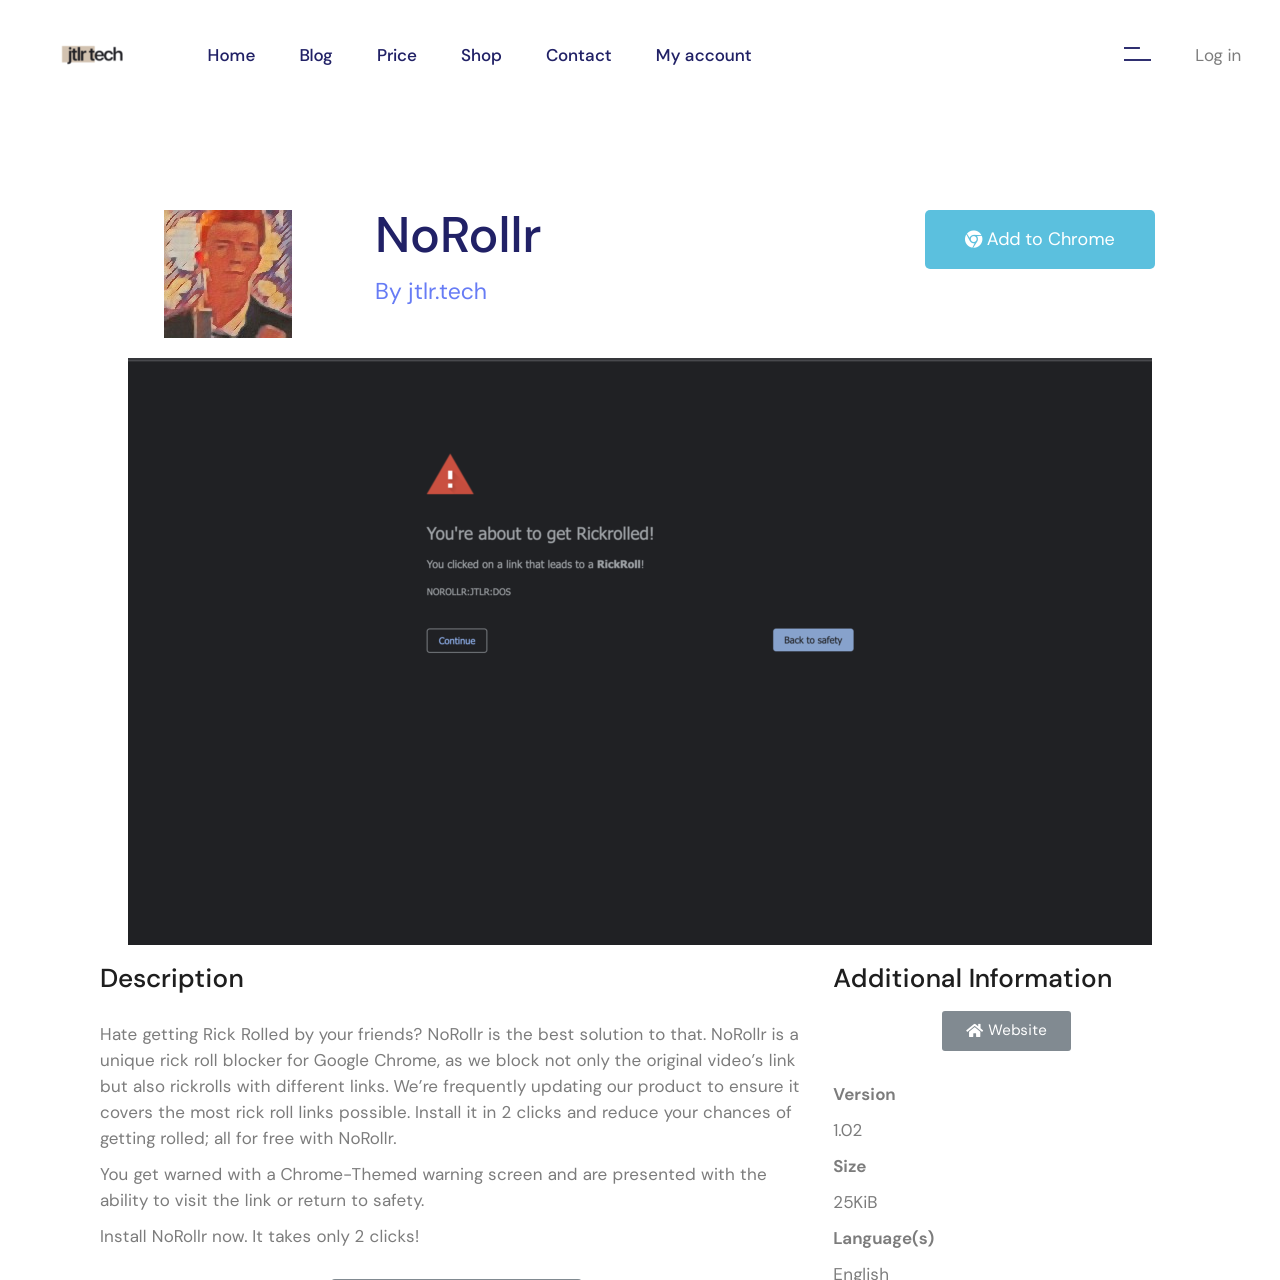 jtlr tech
Home Blog Price Shop Contact My account
Log in
NoRollr
By jtlr.tech
Add to Chrome
You're about to get Rickrolled!
You clicked on a link that leads to a RickRoll!
NOROLLR:JTLR:DOS
Continue
Back to safety
Description
Hate getting Rick Rolled by your friends? NoRollr is the best solution to that. NoRollr is a
unique rick roll blocker for Google Chrome, as we block not only the original video’s link
but also rickrolls with different links. We’re frequently updating our product to ensure it
covers the most rick roll links possible. Install it in 2 clicks and reduce your chances of
getting rolled; all for free with NoRollr.
You get warned with a Chrome-Themed warning screen and are presented with the
ability to visit the link or return to safety.
Install NoRollr now. It takes only 2 clicks!
Additional Information
Website
Version
1.02
Size
25KiB
Language(s)
English